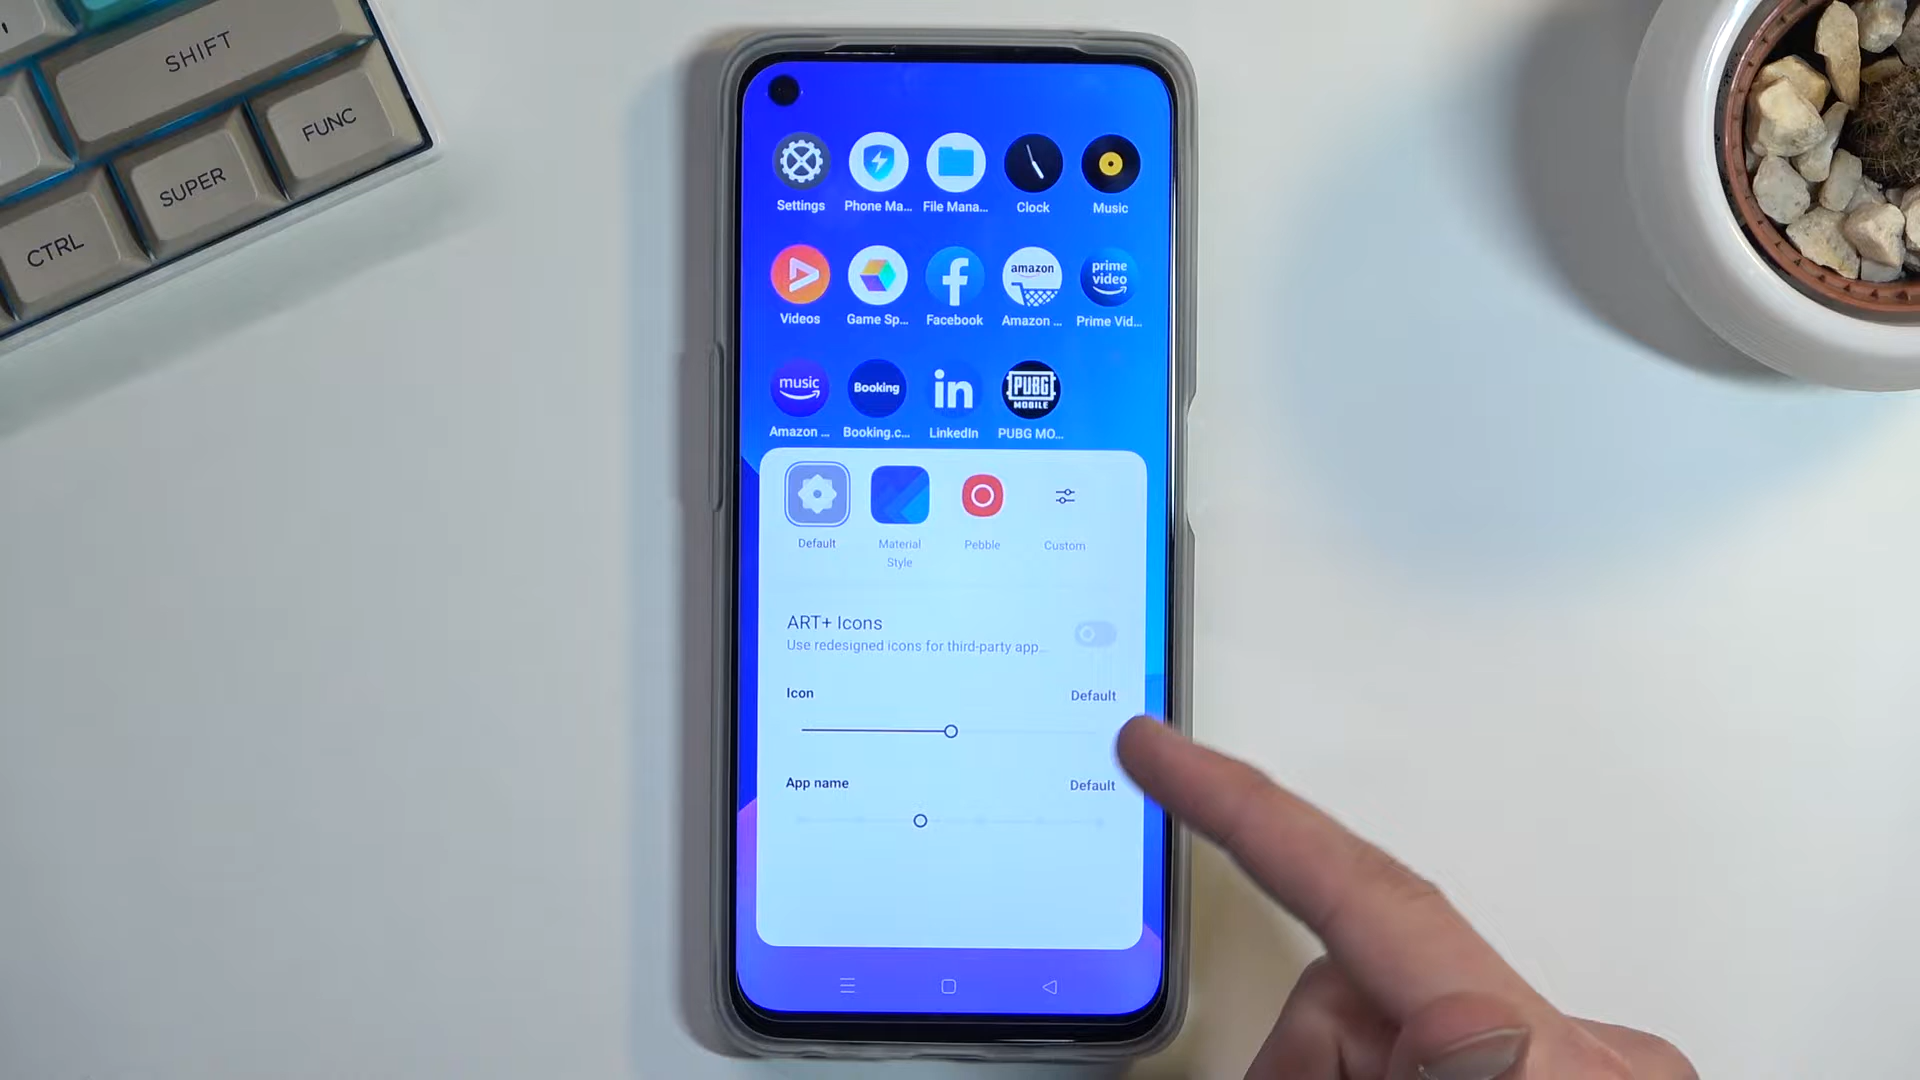 SHIFT
FUNC
SUPER
CTRL
Settings
Phone Ma...
File Mana...
Clock
Music
amazon
prime
video
Videos
Game Sp...
Facebook
Amazon ...
Prime Vid...
music
Booking
in
PUBG
MOBILE
Amazon ...
Booking.c...
LinkedIn
PUBG MO...
Default
Material
Style
Pebble
Custom
ART+ Icons
Use redesigned icons for third-party app...
Icon
Default
App name
Default